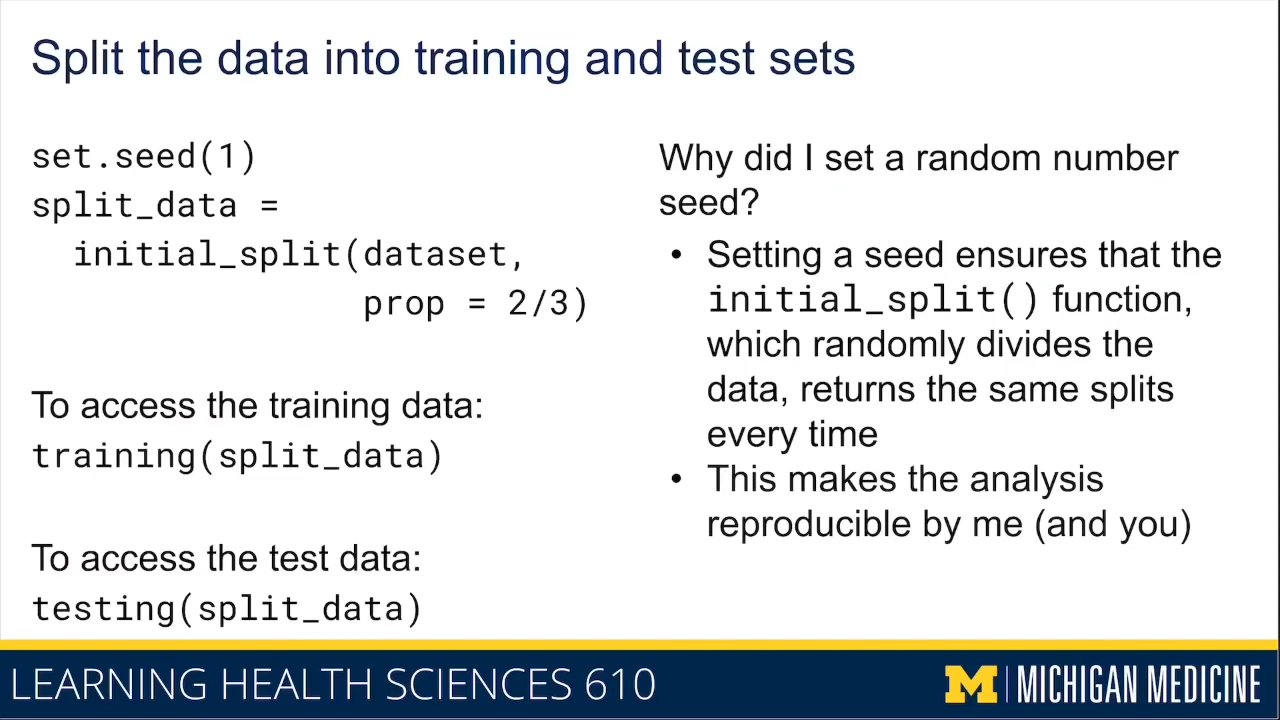 Split the data into training and test sets
set.seed(1)
split_data =
initial_split(dataset,
prop = 2/3)
To access the training data:
training(split_data)
To access the test data:
testing(split_data)
Why did I set a random number
seed?
• Setting a seed ensures that the
initial_split() function,
which randomly divides the
data, returns the same splits
every time
• This makes the analysis
reproducible by me (and you)
LEARNING HEALTH SCIENCES 610
M | MICHIGAN MEDICINE